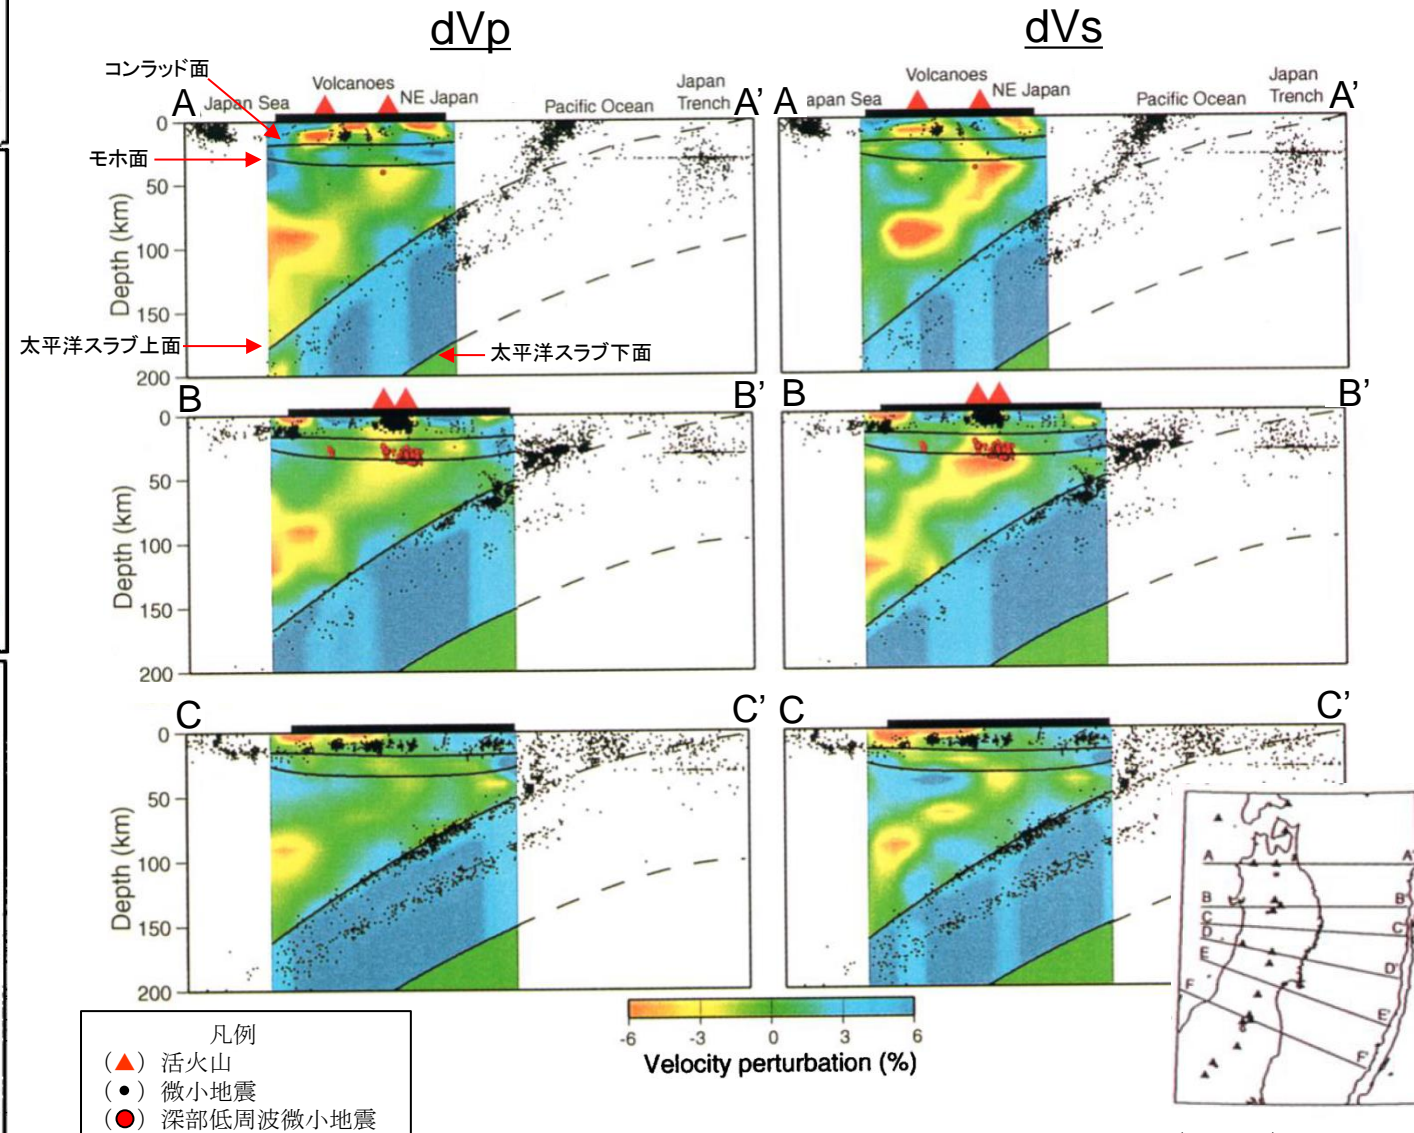 dVp
dVs
コンラッド面
Volcanoes
A
Japan Sea
NE Japan
Pacific Ocean
Japan
Trench
A’
A
apan Sea
Volcanoes
NE Japan
Pacific Ocean
Japan
Trench
A’
モホ面
太平洋スラブ上面
太平洋スラブ下面
0
50
100
150
200
Depth (km)
B
B’
B
B’
0
50
100
150
200
Depth (km)
C
C’
C
C’
0
50
100
150
200
Depth (km)
-6
-3
0
3
6
Velocity perturbation (%)
凡例
(▲) 活火山
(●) 微小地震
(●) 深部低周波微小地震
A
A'
B
B'
C
C'
D
D'
E
E'
F
F'